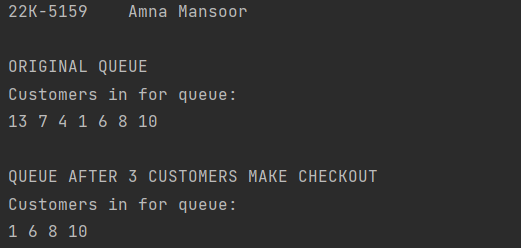 22K-5159    Amna Mansoor
ORIGINAL QUEUE
Customers in for queue:
13 7 4 1 6 8 10
QUEUE AFTER 3 CUSTOMERS MAKE CHECKOUT
Customers in for queue:
1 6 8 10